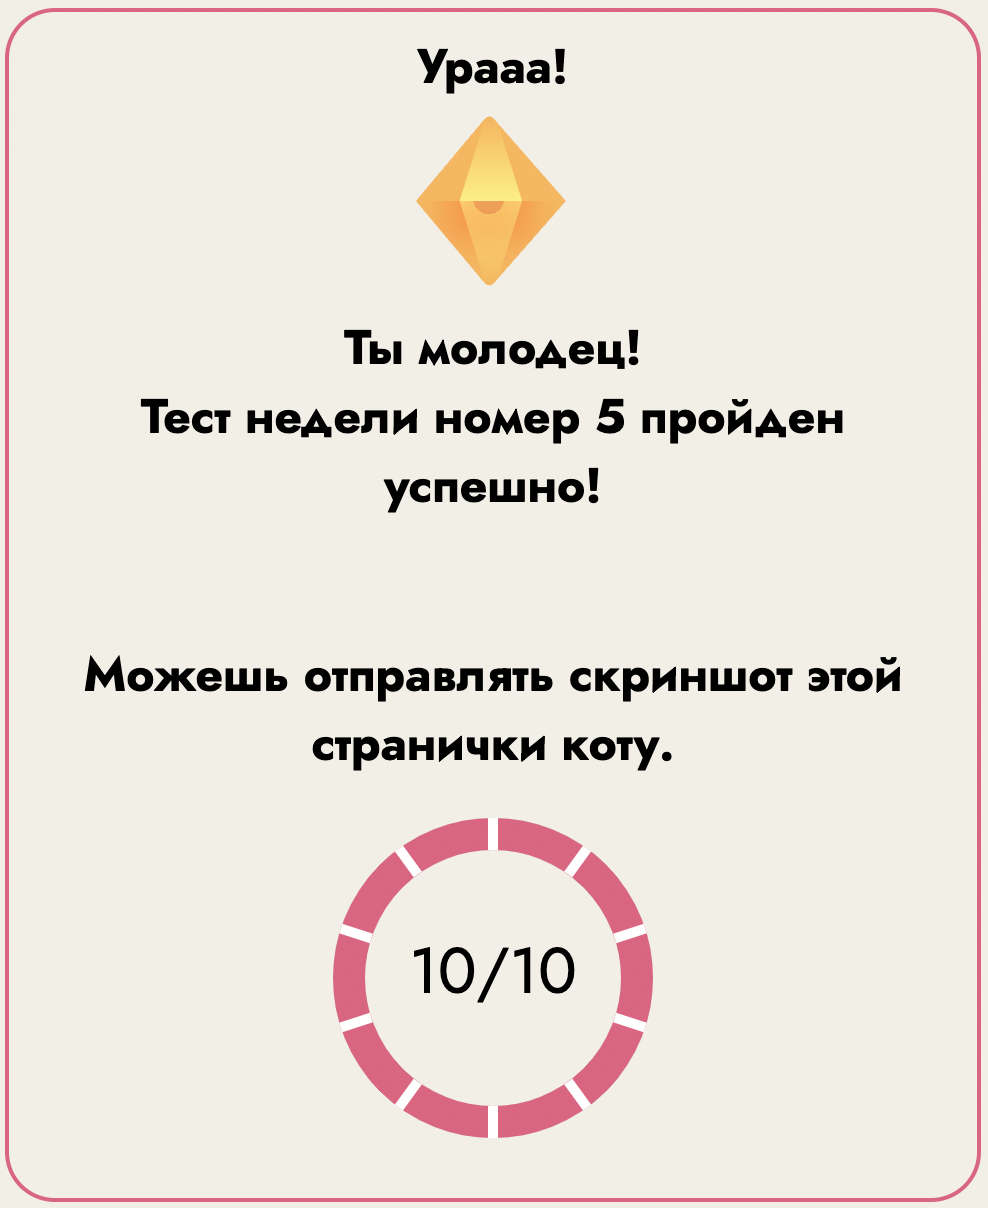 Урааа!
Ты молодец!
Тест недели номер 5 пройден
успешно!
Можешь отправлять скриншот этой
странички коту.
10/10